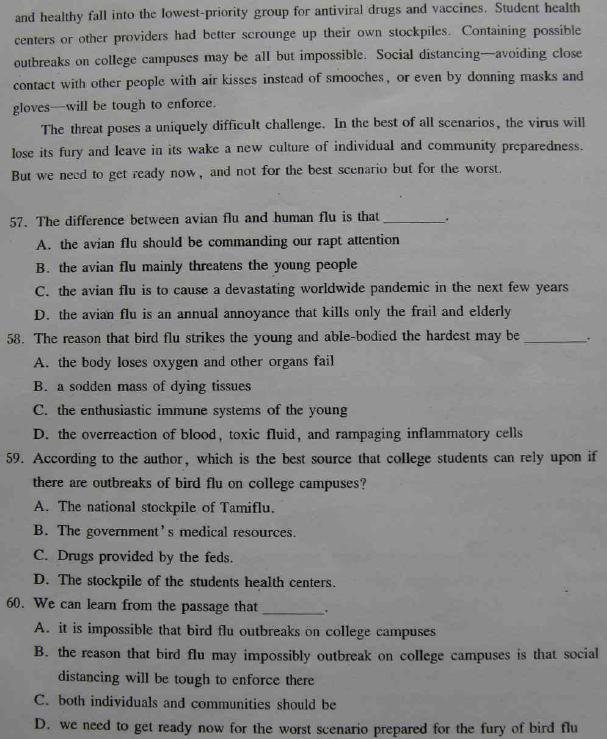 and healthy fall into the lowest-priority group for antiviral drugs and vaccines. Student health
centers or other providers had better scrounge up their own stockpiles. Containing possible
outbreaks on college campuses may be all but impossible. Social distancing—avoiding close
contact with other people with air kisses instead of smooches, or even by donning masks and
gloves—will be tough to enforce.
The threat poses a uniquely difficult challenge. In the best of all scenarios, the virus will
lose its fury and leave in its wake a new culture of individual and community preparedness.
But we need to get ready now, and not for the best scenario but for the worst.
57. The difference between avian flu and human flu is that ________.
A. the avian flu should be commanding our rapt attention
B. the avian flu mainly threatens the young people
C. the avian flu is to cause a devastating worldwide pandemic in the next few years
D. the avian flu is an annual annoyance that kills only the frail and elderly
58. The reason that bird flu strikes the young and able-bodied the hardest may be ________.
A. the body loses oxygen and other organs fail
B. a sodden mass of dying tissues
C. the enthusiastic immune systems of the young
D. the overreaction of blood, toxic fluid, and rampaging inflammatory cells
59. According to the author, which is the best source that college students can rely upon if
there are outbreaks of bird flu on college campuses?
A. The national stockpile of Tamiflu.
B. The government's medical resources.
C. Drugs provided by the feds.
D. The stockpile of the students health centers.
60. We can learn from the passage that ________.
A. it is impossible that bird flu outbreaks on college campuses
B. the reason that bird flu may impossibly outbreak on college campuses is that social
distancing will be tough to enforce there
C. both individuals and communities should be
D. we need to get ready now for the worst scenario prepared for the fury of bird flu